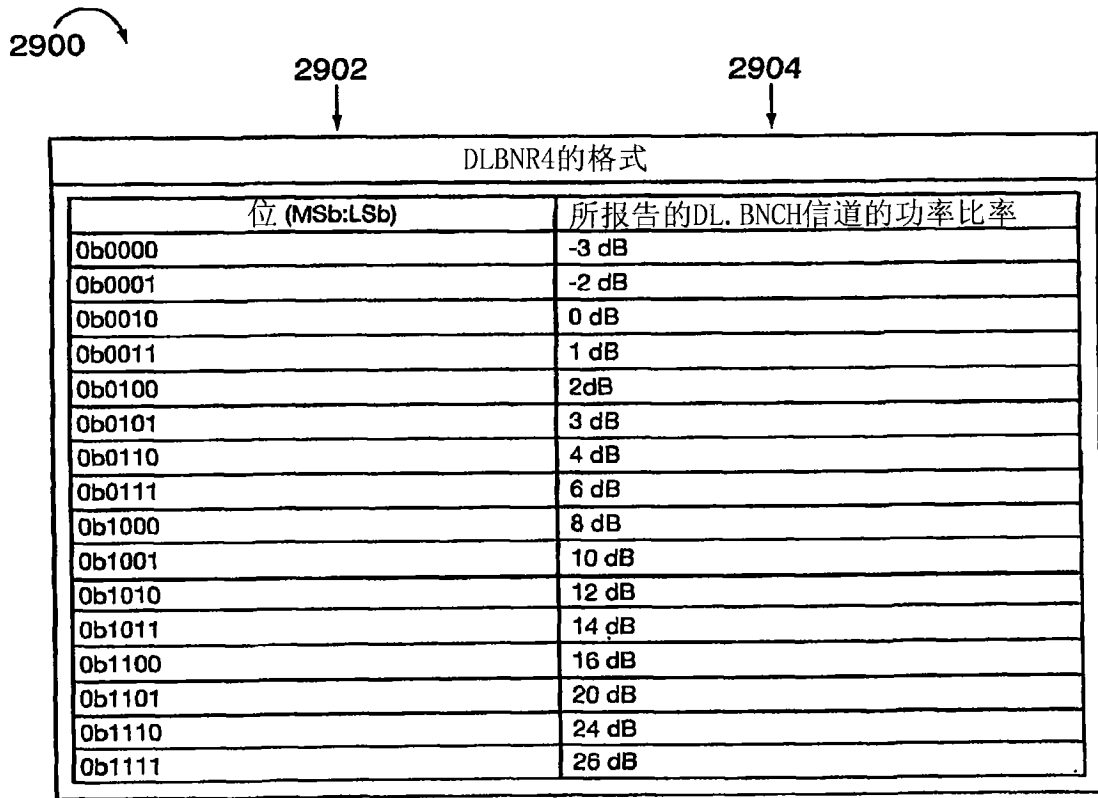 2900
2902 2904
DLBNR4的格式
位 (MSb:LSb) 所报告的DL. BNCH信道的功率比率
0b0000 -3 dB
0b0001 -2 dB
0b0010 0 dB
0b0011 1 dB
0b0100 2dB
0b0101 3 dB
0b0110 4 dB
0b0111 6 dB
0b1000 8 dB
0b1001 10 dB
0b1010 12 dB
0b1011 14 dB
0b1100 16 dB
0b1101 20 dB
0b1110 24 dB
0b1111 26 dB